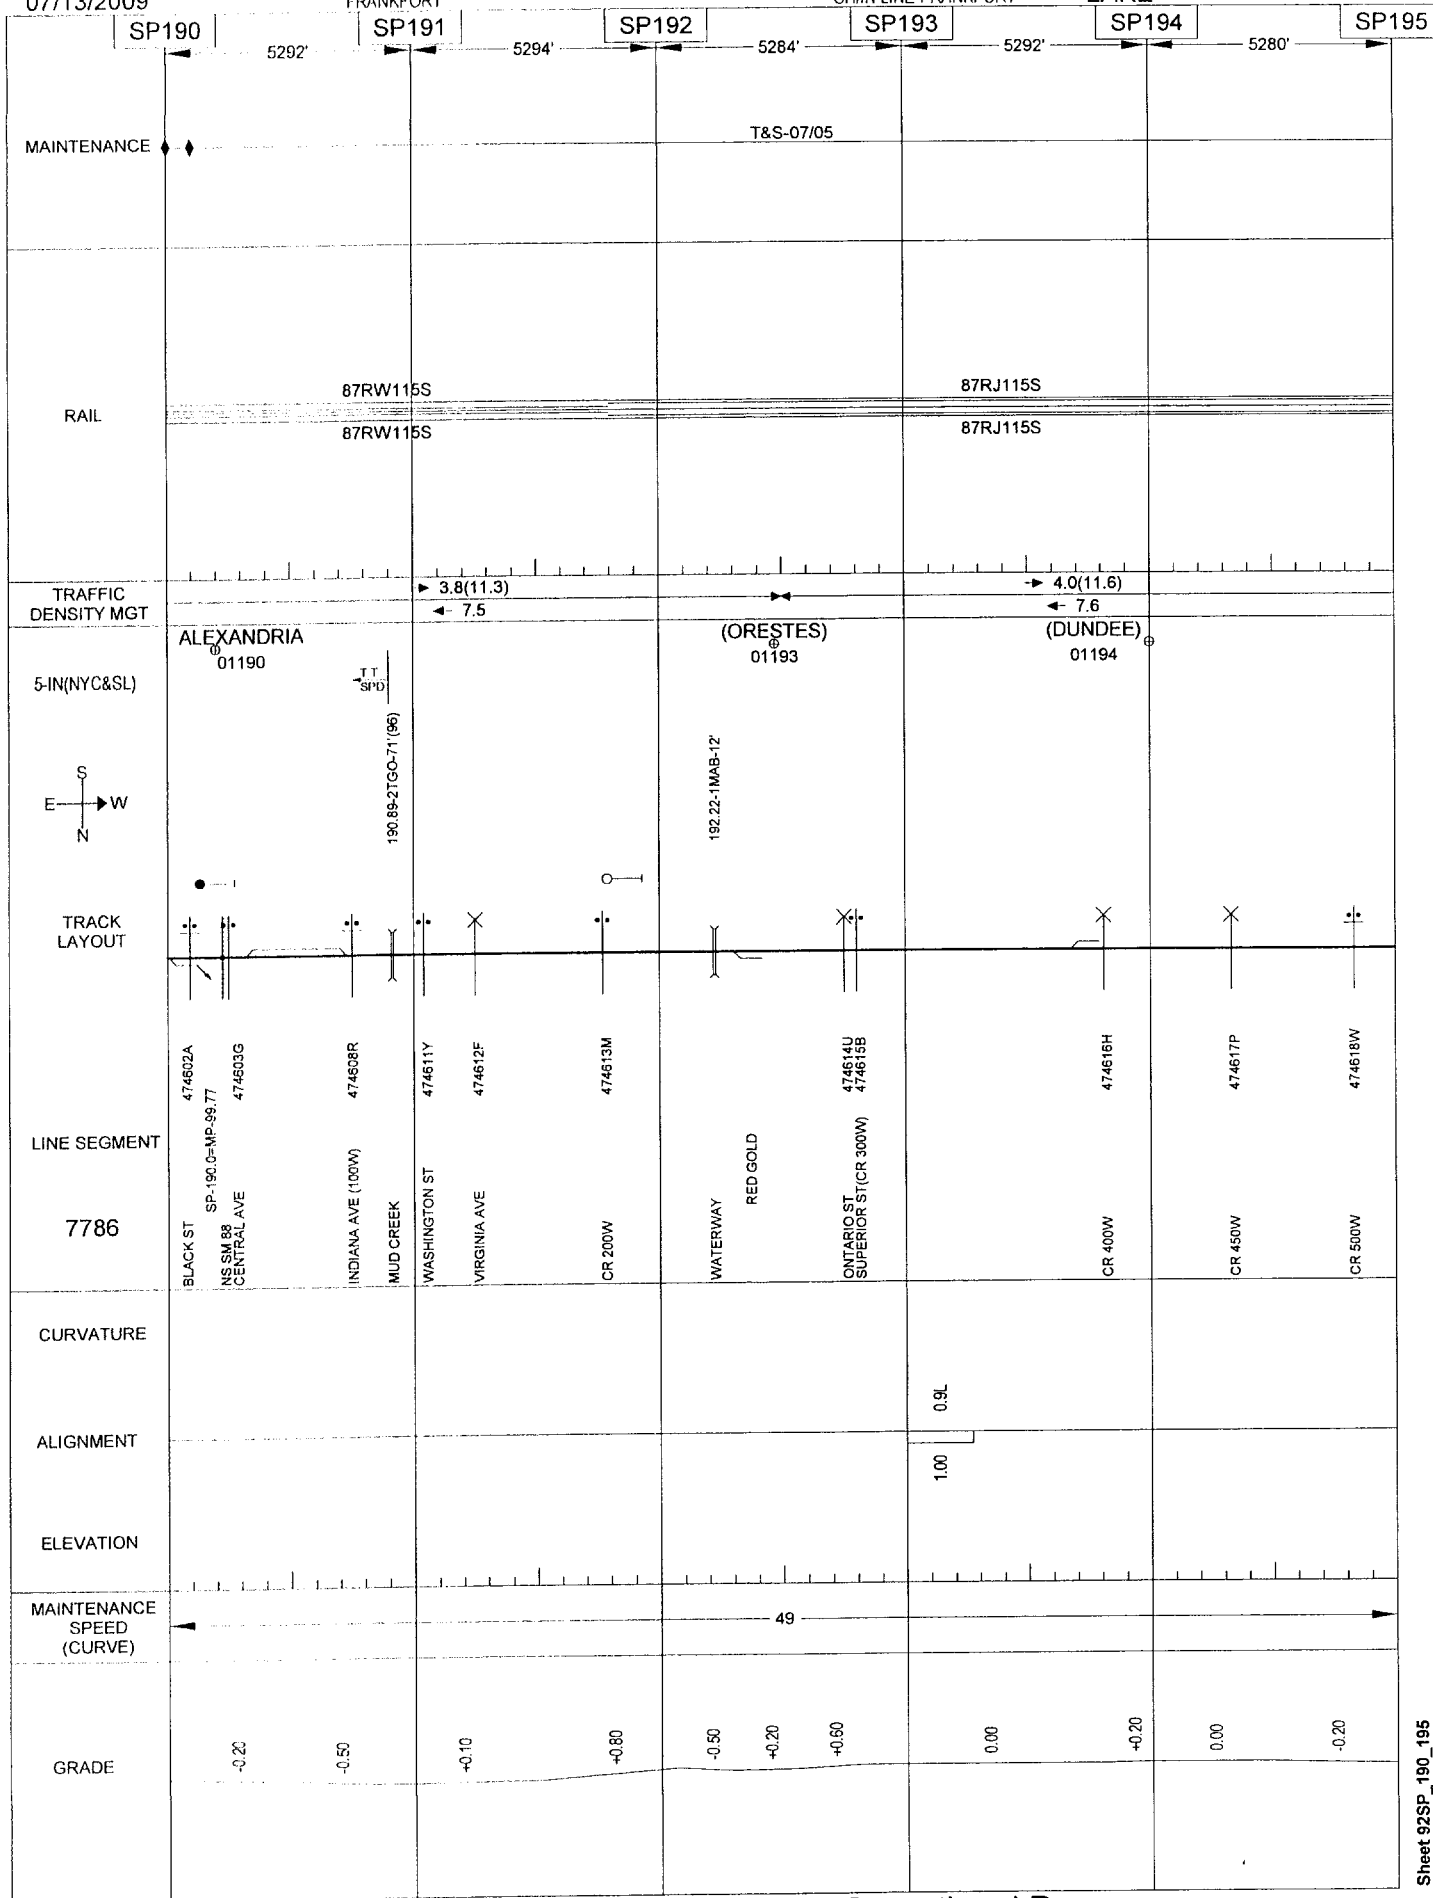 07/13/2009
FRANKFORT
SP190
SP191
SP192
SP193
SP194
SP195
5292'
5294'
5284'
5292'
5280'
MAINTENANCE
T&S-07/05
RAIL
87RW115S
87RJ115S
87RW115S
87RJ115S
TRAFFIC
DENSITY MGT
3.8(11.3)
4.0(11.6)
7.5
7.6
ALEXANDRIA
(ORESTES)
(DUNDEE)
01190
01193
01194
5-IN(NYC&SL)
TT
SPD
190.89-2TGO-71'(96)
192.22-1MAB-12'
S
E
W
N
TRACK
LAYOUT
LINE SEGMENT
7786
474602A
BLACK ST
SP-190.0=MP-99.77
NS SM 88
474603G
CENTRAL AVE
474608R
INDIANA AVE (100W)
MUD CREEK
474611Y
WASHINGTON ST
474612F
VIRGINIA AVE
474613M
CR 200W
WATERWAY
RED GOLD
474614U
ONTARIO ST
474615B
SUPERIOR ST(CR 300W)
474616H
CR 400W
474617P
CR 450W
474618W
CR 500W
CURVATURE
0.9L
ALIGNMENT
1.00
ELEVATION
MAINTENANCE
SPEED
(CURVE)
49
GRADE
-0.20
-0.50
+0.10
+0.80
-0.50
+0.20
+0.60
0.00
+0.20
0.00
-0.20
Sheet 92SP_190_195